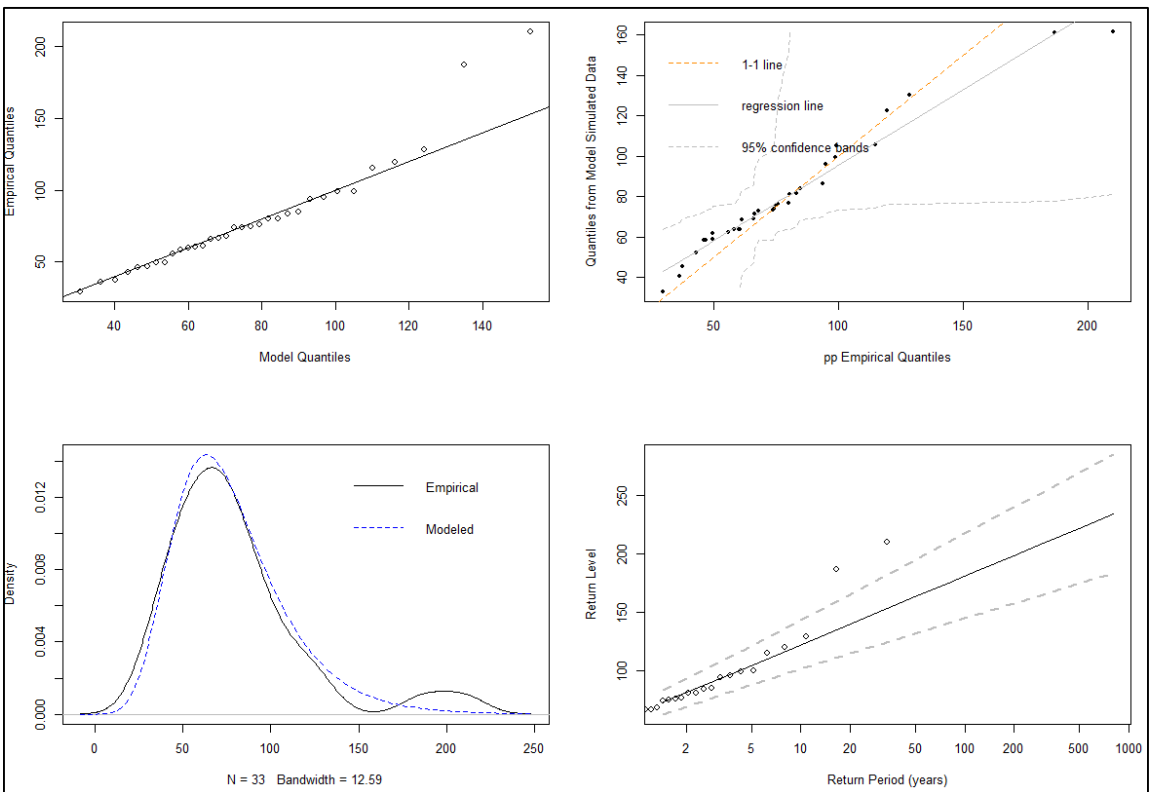 Empirical Quantiles
200
150
100
50
40 60 80 100 120 140
Model Quantiles
Quantiles from Model Simulated Data
160
140
120
100
80
60
40
1-1 line
regression line
95% confidence bands
50 100 150 200
pp Empirical Quantiles
Density
0.012
0.008
0.004
0.000
Empirical
Modeled
0 50 100 150 200 250
N = 33 Bandwidth = 12.59
Return Level
250
200
150
100
2 5 10 20 50 100 200 500 1000
Return Period (years)